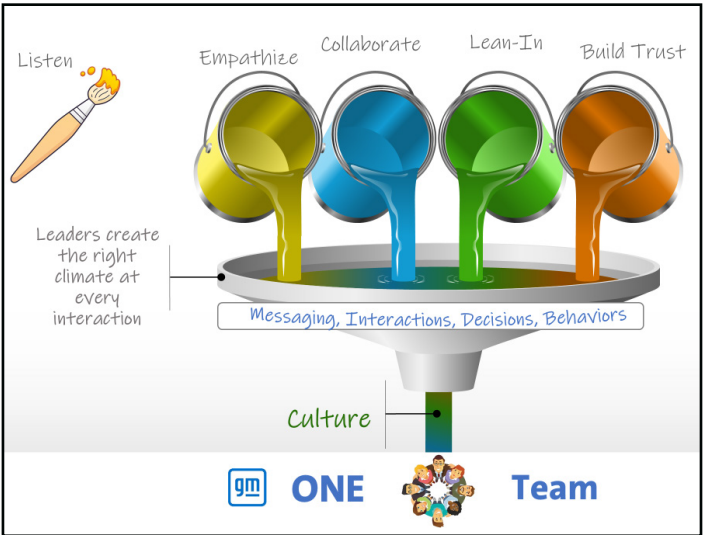 Listen
Empathize
Collaborate
Lean-In
Build Trust
Leaders create
the right
climate at
every
interaction
Messaging, Interactions, Decisions, Behaviors
Culture
gm
ONE
Team